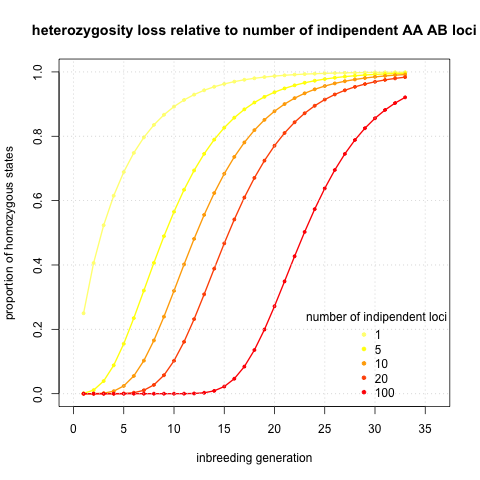 heterozygosity loss relative to number of indipendent AA AB loci
proportion of homozygous states
1.0
0.8
0.6
0.4
0.2
0.0
number of indipendent loci
1
5
10
20
100
0 5 10 15 20 25 30 35
inbreeding generation